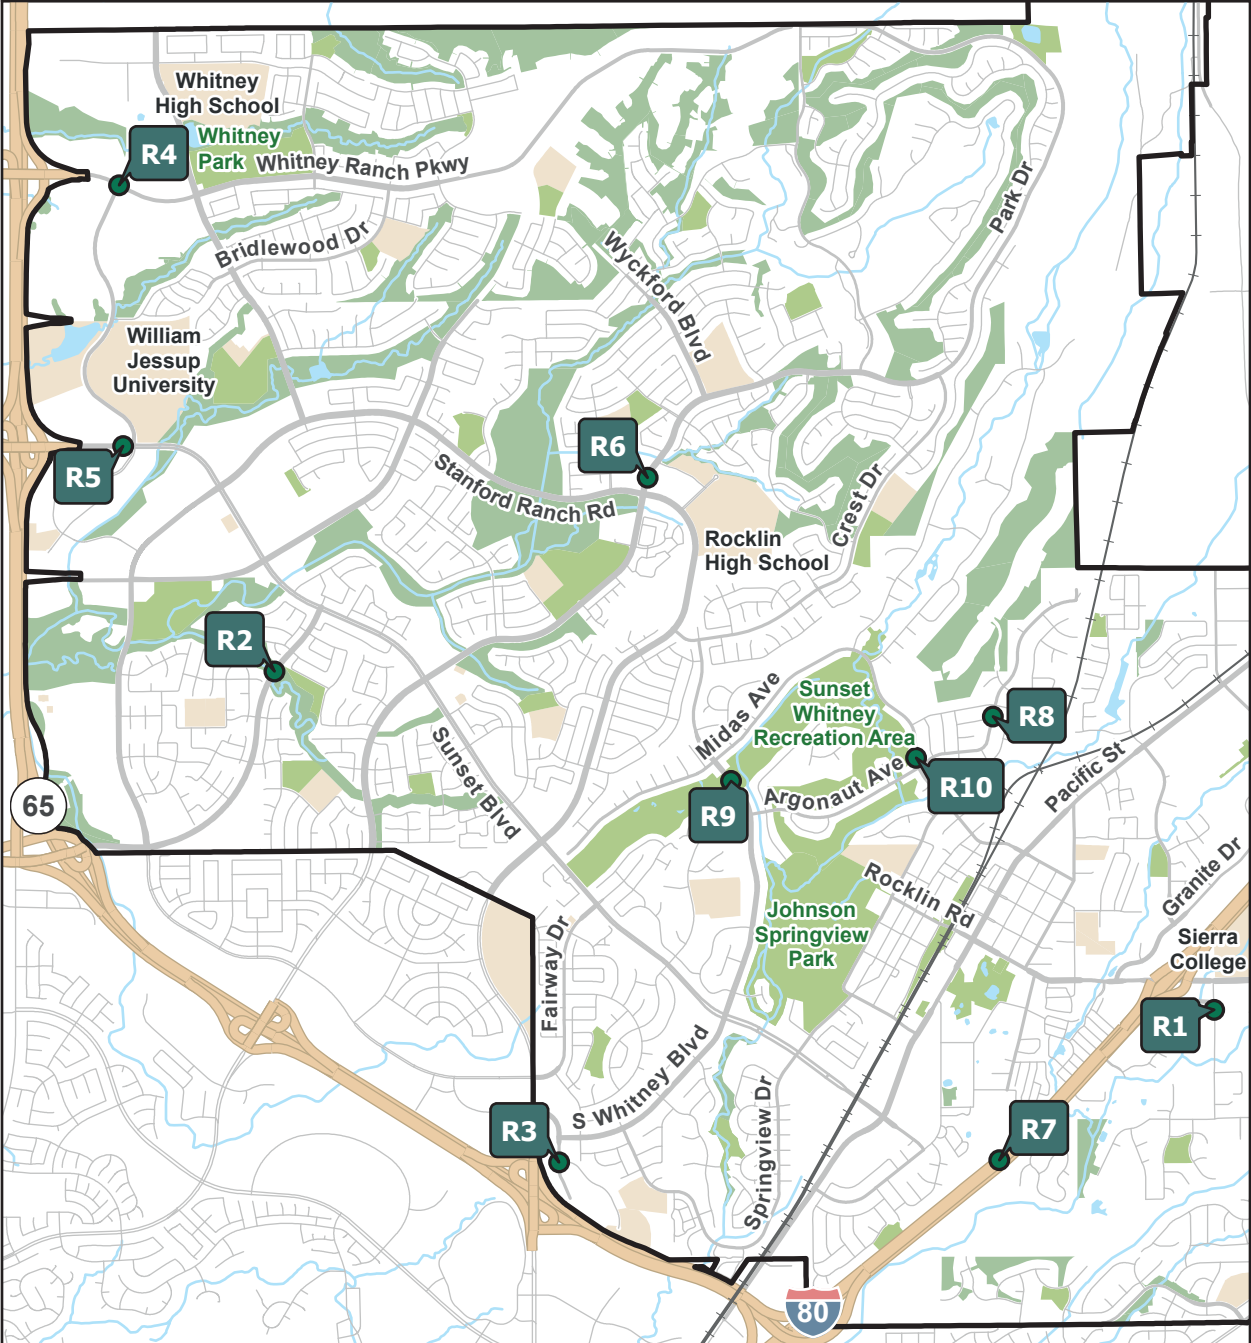 Whitney
High School
R4
Whitney
Park
Whitney Ranch Pkwy
Park Dr
Bridlewood Dr
Wyckford Blvd
William
Jessup
University
R6
R5
Stanford Ranch Rd
Crest Dr
Rocklin
High School
R2
Midas Ave
Sunset
Whitney
Recreation Area
R8
Sunset Blvd
Argonaut Ave
R10
Pacific St
65
R9
Rocklin Rd
Granite Dr
Johnson
Springview
Park
Sierra
College
Fairway Dr
R1
S Whitney Blvd
Springview Dr
R3
R7
80